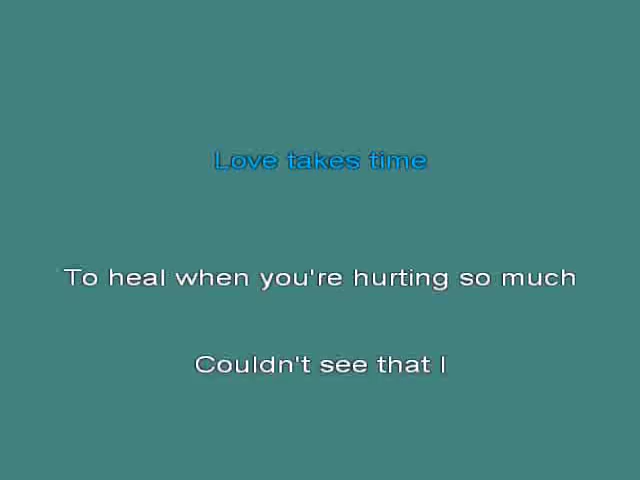 Love takes time
To heal when you're hurting so much
Couldn't see that I